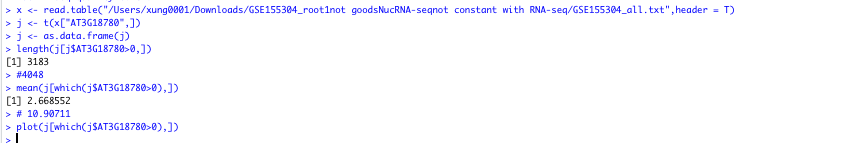 > x <- read.table("/Users/xung0001/Downloads/GSE155304_root1not goodsNucRNA-seqnot constant with RNA-seq/GSE155304_all.txt",header = T)
> j <- t(x["AT3G18780",])
> j <- as.data.frame(j)
> length(j[j$AT3G18780>0,])
[1] 3183
> #4048
> mean(j[which(j$AT3G18780>0),])
[1] 2.668552
> # 10.90711
> plot(j[which(j$AT3G18780>0),])
>